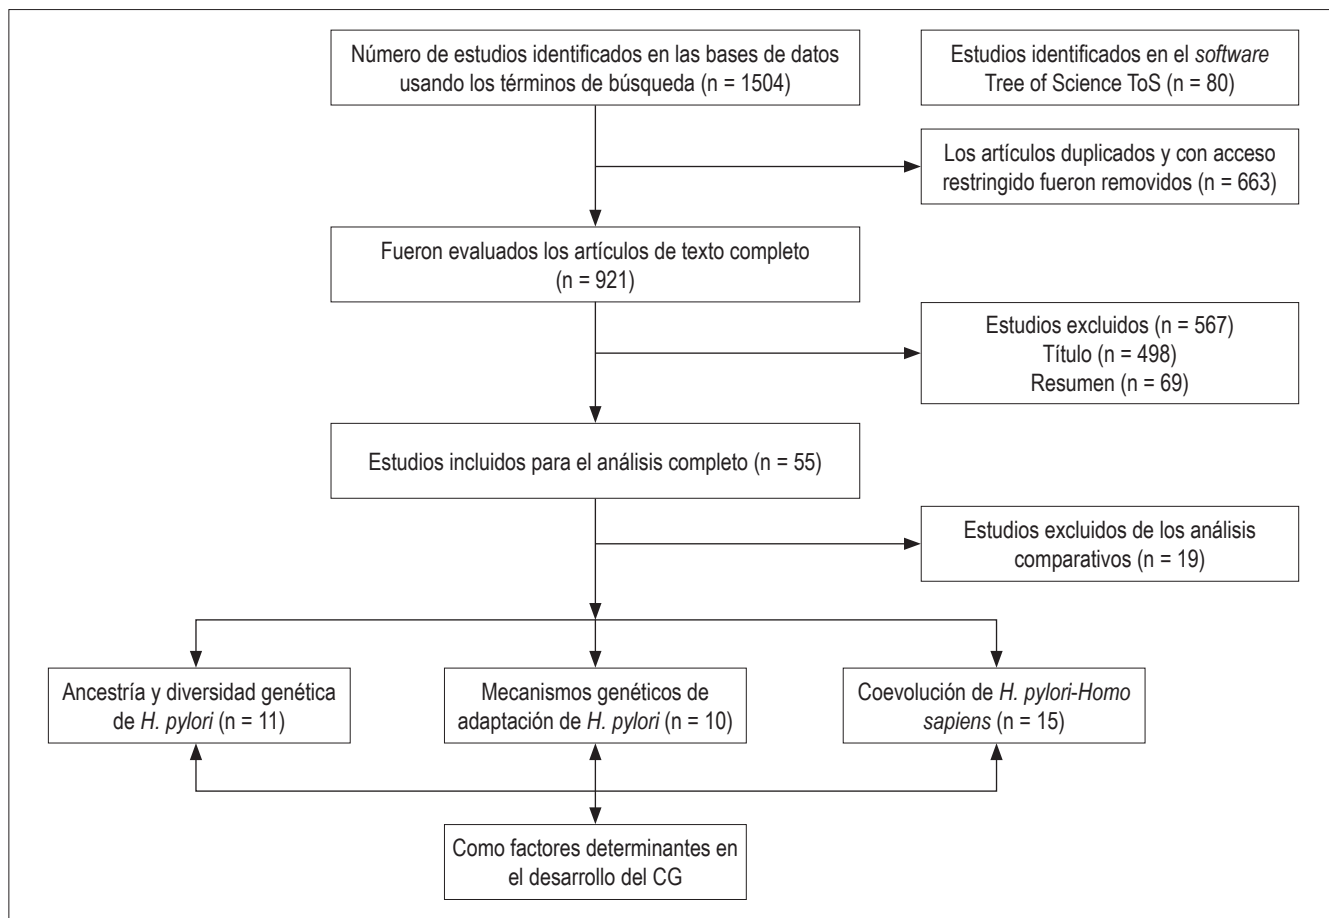 Número de estudios identificados en las bases de datos
usando los términos de búsqueda (n = 1504)
Estudios identificados en el software
Tree of Science ToS (n = 80)
Los artículos duplicados y con acceso
restringido fueron removidos (n = 663)
Fueron evaluados los artículos de texto completo
(n = 921)
Estudios excluidos (n = 567)
Título (n = 498)
Resumen (n = 69)
Estudios incluidos para el análisis completo (n = 55)
Estudios excluidos de los análisis
comparativos (n = 19)
Ancestría y diversidad genética
de H. pylori (n = 11)
Mecanismos genéticos de
adaptación de H. pylori (n = 10)
Coevolución de H. pylori-Homo
sapiens (n = 15)
Como factores determinantes en
el desarrollo del CG